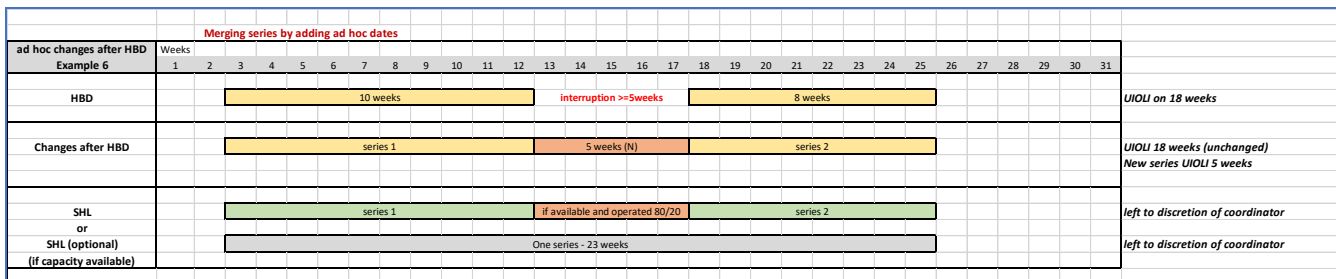 Merging series by adding ad hoc dates
ad hoc changes after HBD Weeks
Example 6 1 2 3 4 5 6 7 8 9 10 11 12 13 14 15 16 17 18 19 20 21 22 23 24 25 26 27 28 29 30 31
HBD 10 weeks interruption >=5weeks 8 weeks UIOLI on 18 weeks
Changes after HBD series 1 5 weeks (N) series 2 UIOLI 18 weeks (unchanged)
New series UIOLI 5 weeks
SHL series 1 if available and operated 80/20 series 2 left to discretion of coordinator
or
SHL (optional) One series - 23 weeks left to discretion of coordinator
(if capacity available)